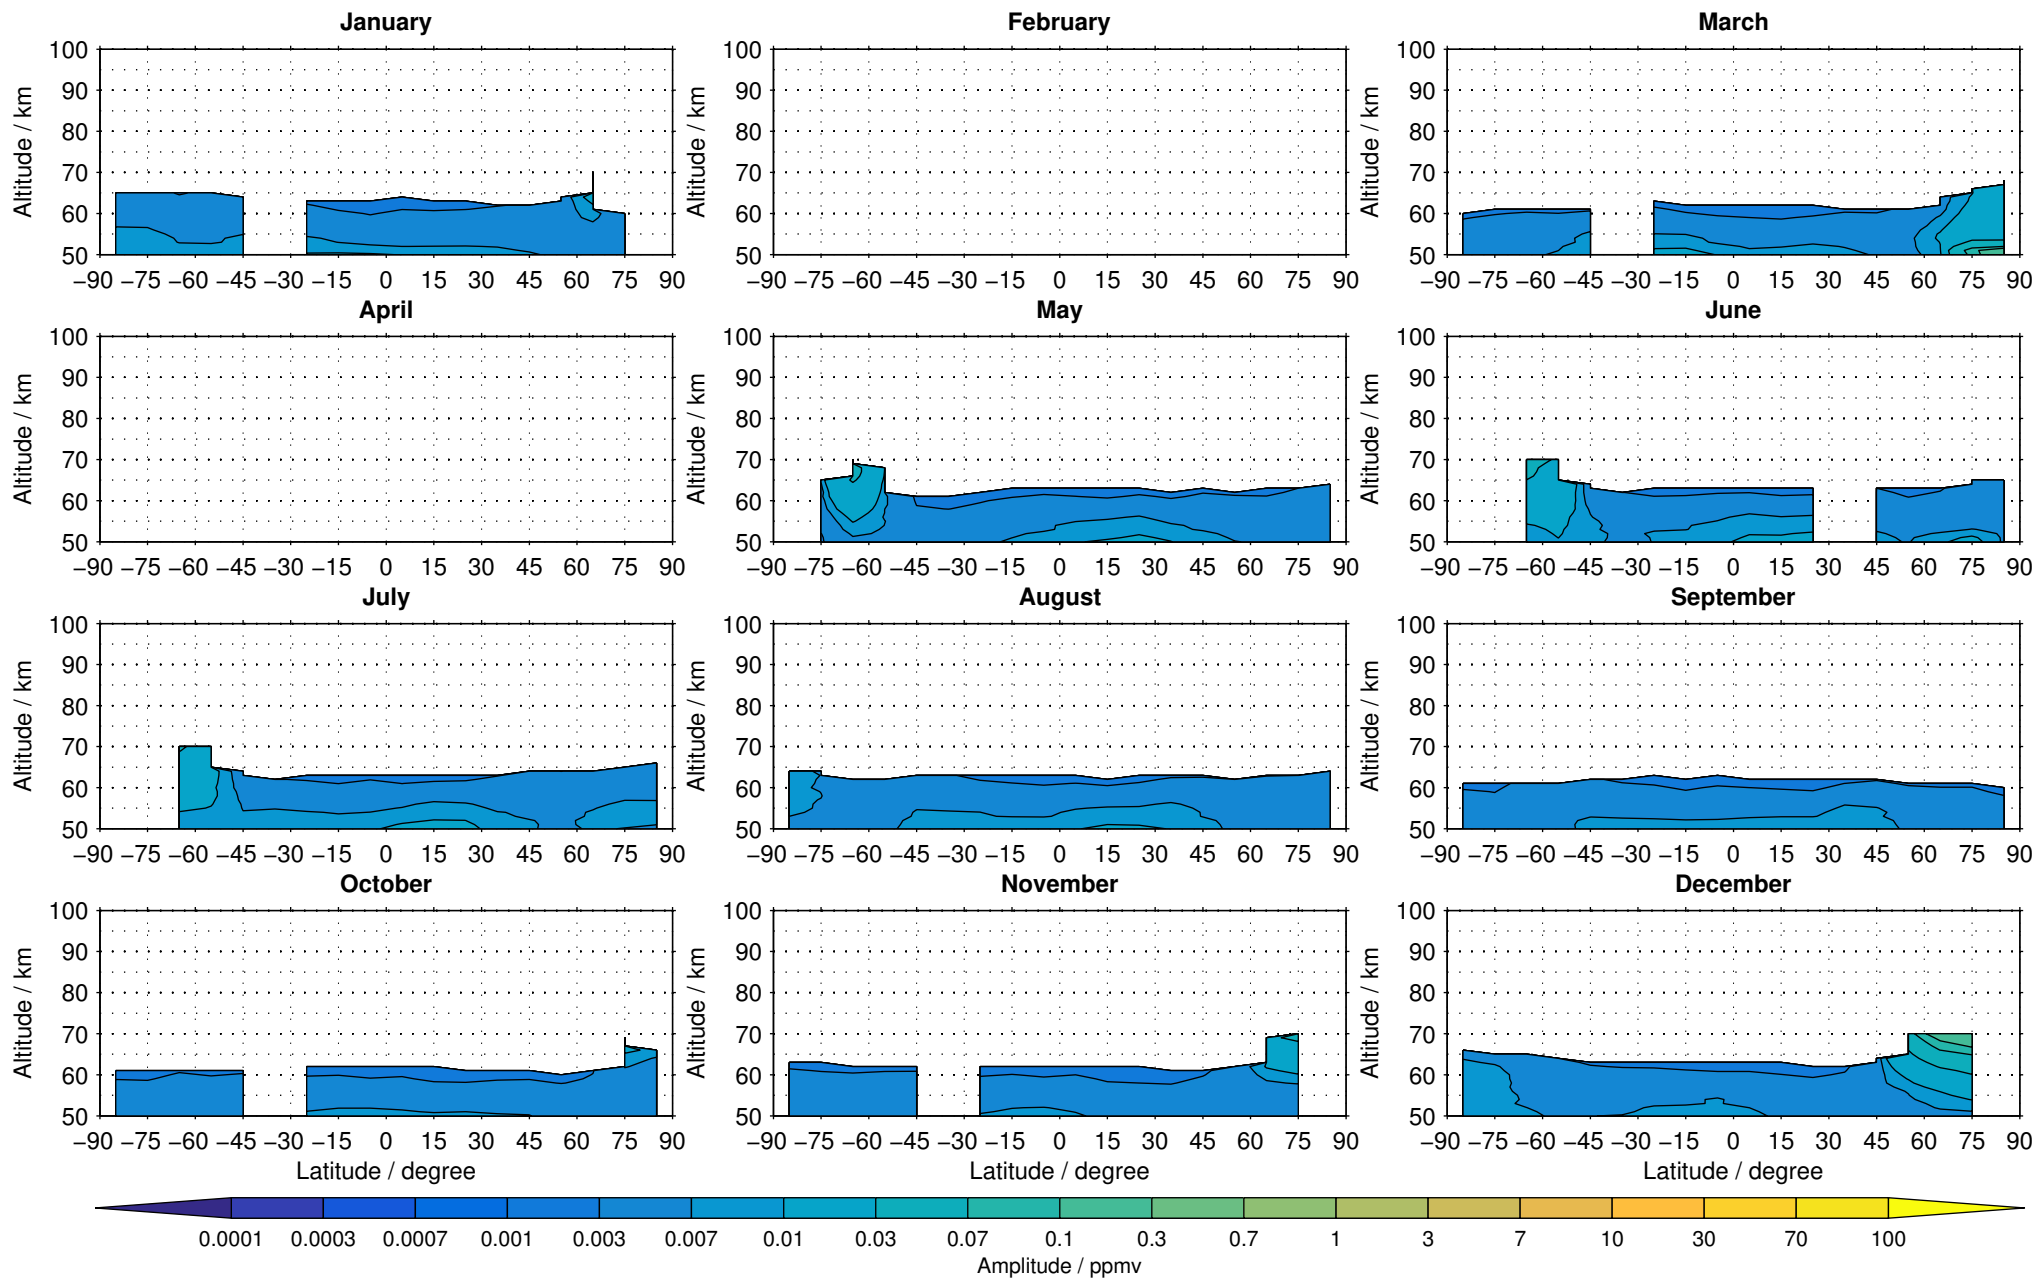 January February March
100 100 100
90 90 90
80 80 80
70 70 70
60 60 60
50 50 50
Altitude / km Altitude / km Altitude / km
−90 −75 −60 −45 −30 −15 0 15 30 45 60 75 90 −90 −75 −60 −45 −30 −15 0 15 30 45 60 75 90 −90 −75 −60 −45 −30 −15 0 15 30 45 60 75 90
April May June
100 100 100
90 90 90
80 80 80
70 70 70
60 60 60
50 50 50
Altitude / km Altitude / km Altitude / km
−90 −75 −60 −45 −30 −15 0 15 30 45 60 75 90 −90 −75 −60 −45 −30 −15 0 15 30 45 60 75 90 −90 −75 −60 −45 −30 −15 0 15 30 45 60 75 90
July August September
100 100 100
90 90 90
80 80 80
70 70 70
60 60 60
50 50 50
Altitude / km Altitude / km Altitude / km
−90 −75 −60 −45 −30 −15 0 15 30 45 60 75 90 −90 −75 −60 −45 −30 −15 0 15 30 45 60 75 90 −90 −75 −60 −45 −30 −15 0 15 30 45 60 75 90
October November December
100 100 100
90 90 90
80 80 80
70 70 70
60 60 60
50 50 50
Altitude / km Altitude / km Altitude / km
−90 −75 −60 −45 −30 −15 0 15 30 45 60 75 90 −90 −75 −60 −45 −30 −15 0 15 30 45 60 75 90 −90 −75 −60 −45 −30 −15 0 15 30 45 60 75 90
Latitude / degree Latitude / degree Latitude / degree
0.0001 0.0003 0.0007 0.001 0.003 0.007 0.01 0.03 0.07 0.1 0.3 0.7 1 3 7 10 30 70 100
Amplitude / ppmv